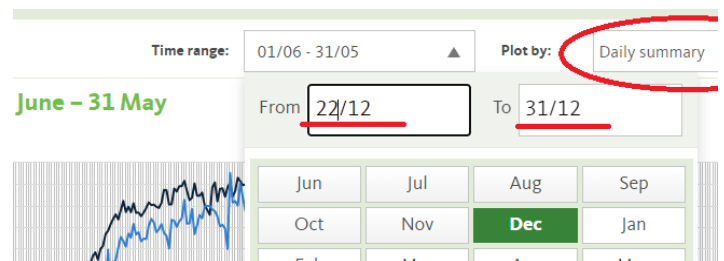 Time range: 01/06 - 31/05 Plot by: Daily summary
June – 31 May
From 22/12 To 31/12
Jun Jul Aug Sep
Oct Nov Dec Jan